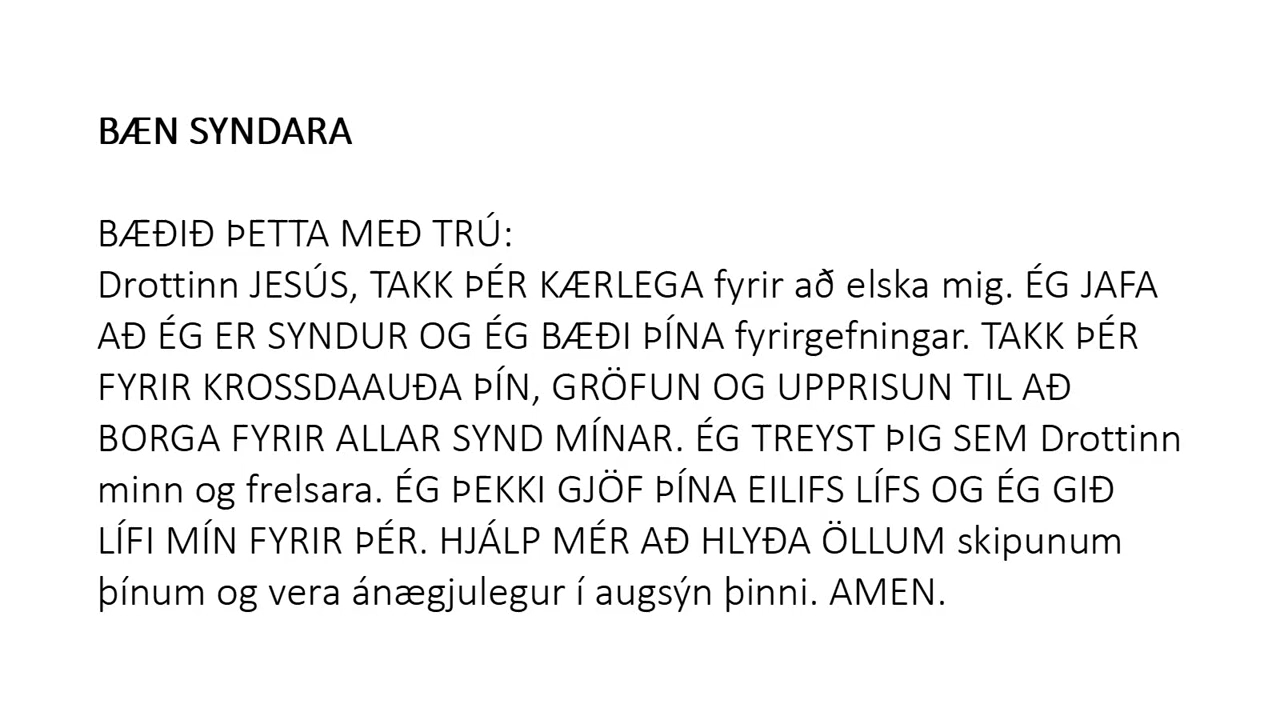 BÆN SYNDARA
BÆÐIÐ ÞETTA MEÐ TRÚ:
Drottinn JESÚS, TAKK ÞÉR KÆRLEGA fyrir að elska mig. ÉG JAFA
AÐ ÉG ER SYNDUR OG ÉG BÆÐI ÞÍNA fyrirgefningar. TAKK ÞÉR
FYRIR KROSSDAAUÐA ÞÍN, GRÖFUN OG UPPRISUN TIL AÐ
BORGA FYRIR ALLAR SYND MÍNAR. ÉG TREYST ÞIG SEM Drottinn
minn og frelsara. ÉG ÞEKKI GJÖF ÞÍNA EILIFS LÍFS OG ÉG GIÐ
LÍFI MÍN FYRIR ÞÉR. HJÁLP MÉR AÐ HLYÐA ÖLLUM skipunum
þínum og vera ánægjulegur í augsýn þinni. AMEN.